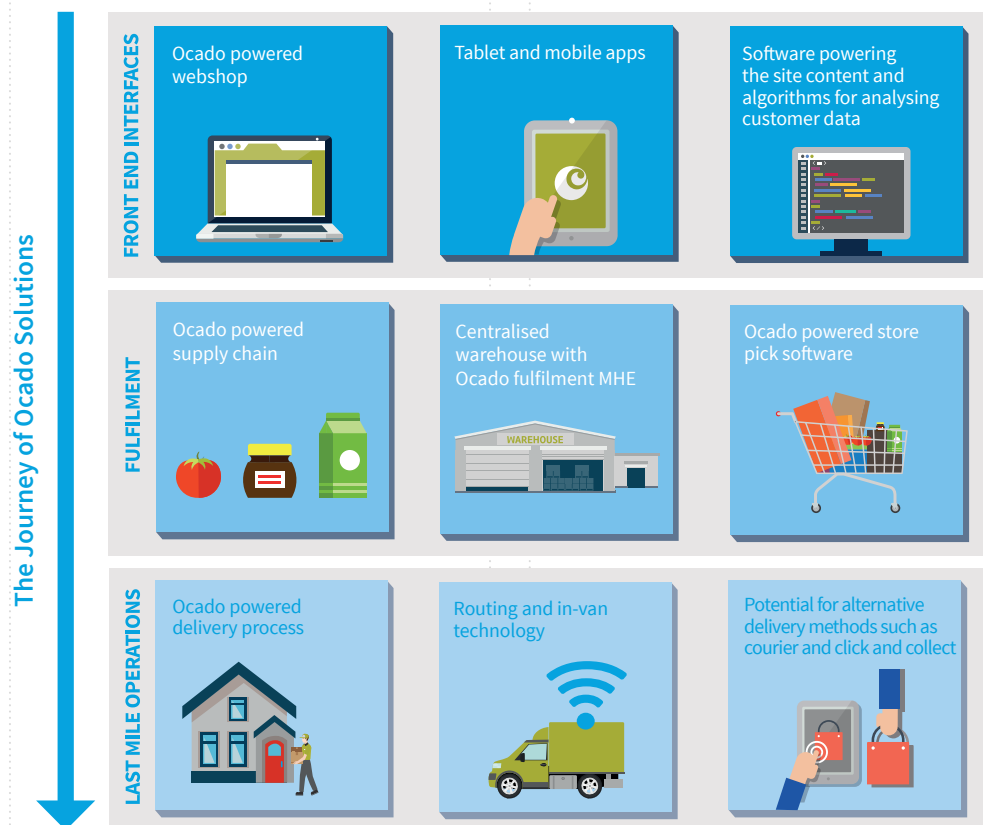 The Journey of Ocado Solutions
FRONT END INTERFACES
Ocado powered
webshop
Tablet and mobile apps
Software powering
the site content and
algorithms for analysing
customer data
FULFILMENT
Ocado powered
supply chain
Centralised
warehouse with
Ocado fulfilment MHE
WAREHOUSE
Ocado powered store
pick software
LAST MILE OPERATIONS
Ocado powered
delivery process
Routing and in-van
technology
Potential for alternative
delivery methods such as
courier and click and collect